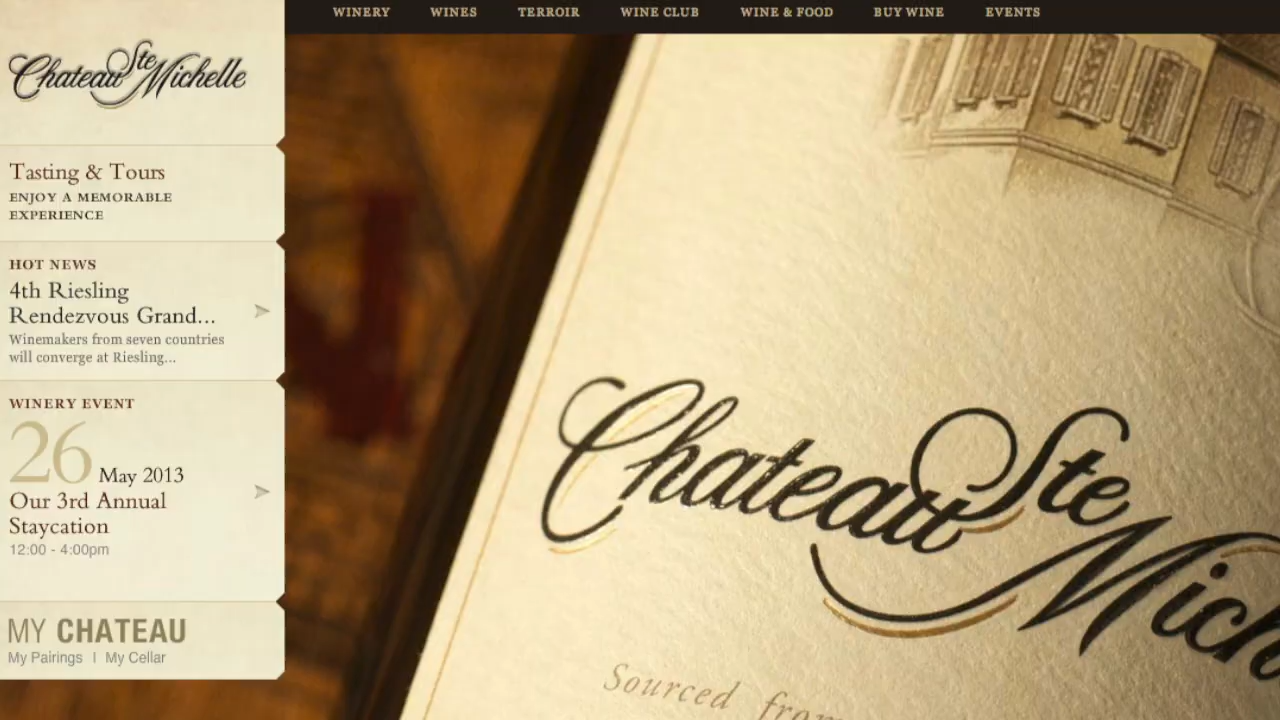 WINERY WINES TERROIR WINE CLUB WINE & FOOD BUY WINE EVENTS
Chateau Ste Michelle
Tasting & Tours
ENJOY A MEMORABLE
EXPERIENCE
HOT NEWS
4th Riesling
Rendezvous Grand...
Winemakers from seven countries
will converge at Riesling...
WINERY EVENT
26 May 2013
Our 3rd Annual
Staycation
12:00 - 4:00pm
MY CHATEAU
My Pairings | My Cellar
Chateau Ste
Mich
Sourced from